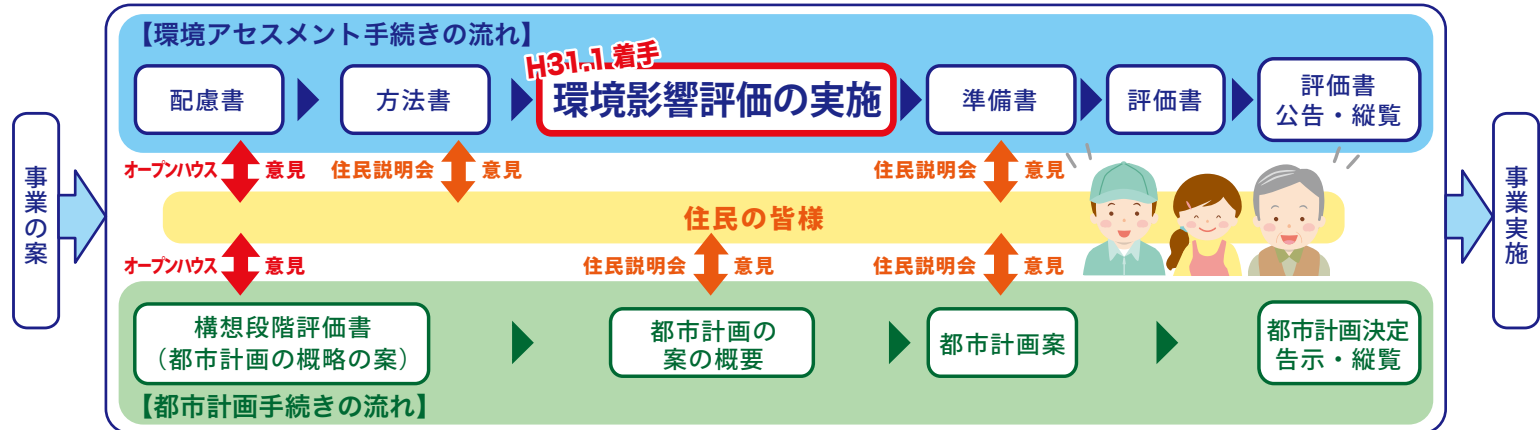 【環境アセスメント手続きの流れ】
H31.1 着手
配慮書
方法書
環境影響評価の実施
準備書
評価書
評価書
公告・縦覧
オープンハウス
意見
住民説明会
意見
住民説明会
意見
事業の案
住民の皆様
事業実施
オープンハウス
意見
住民説明会
意見
住民説明会
意見
構想段階評価書
（都市計画の概略の案）
都市計画の
案の概要
都市計画案
都市計画決定
告示・縦覧
【都市計画手続きの流れ】